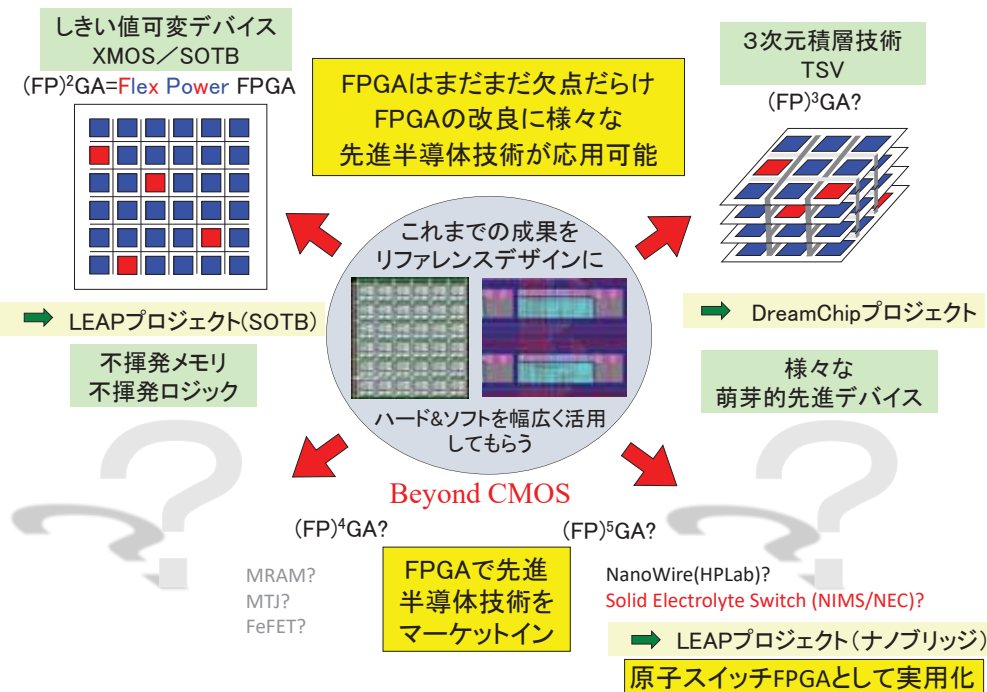 しきい値可変デバイス
XMOS／SOTB
(FP)²GA=Flex Power FPGA
FPGAはまだまだ欠点だらけ
FPGAの改良に様々な
先進半導体技術が応用可能
3次元積層技術
TSV
(FP)³GA?
これまでの成果を
リファレンスデザインに
ハード&ソフトを幅広く活用
してもらう
LEAPプロジェクト(SOTB)
DreamChipプロジェクト
不揮発メモリ
不揮発ロジック
様々な
萌芽的先進デバイス
?
?
Beyond CMOS
(FP)⁴GA?
(FP)⁵GA?
MRAM?
MTJ?
FeFET?
FPGAで先進
半導体技術を
マーケットイン
NanoWire(HPLab)?
Solid Electrolyte Switch (NIMS/NEC)?
LEAPプロジェクト（ナノブリッジ）
原子スイッチFPGAとして実用化